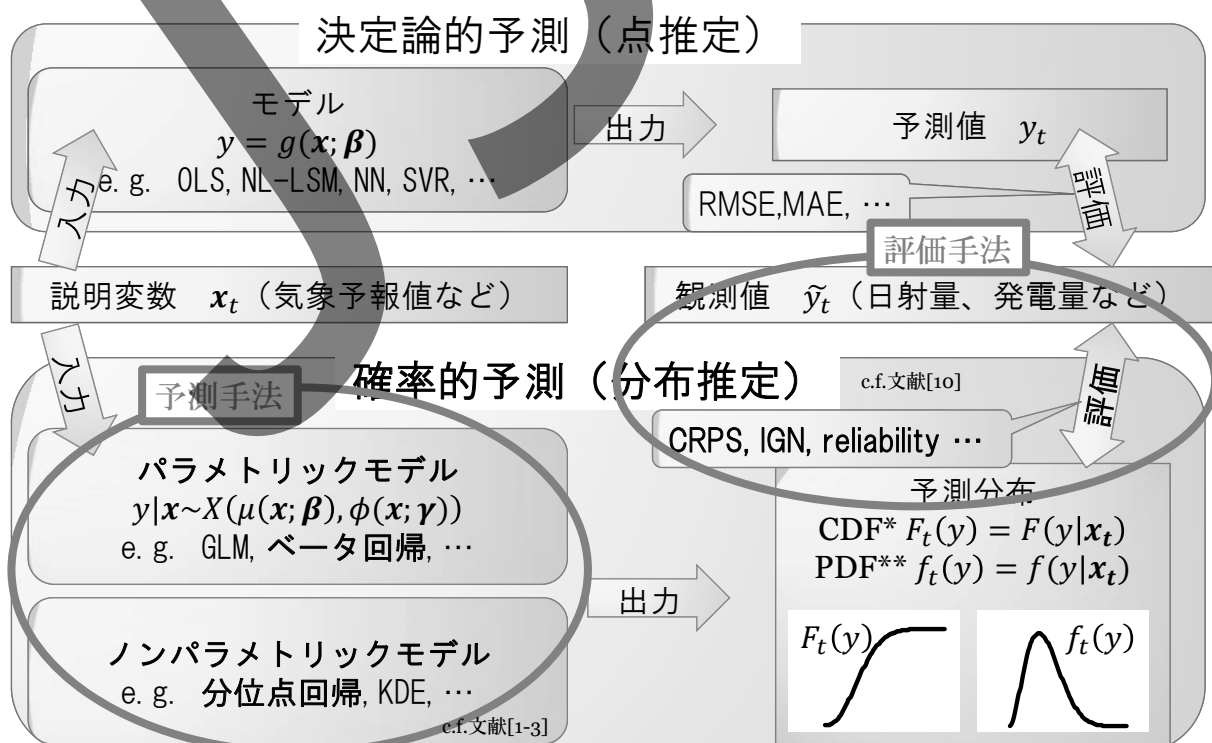 決定論的予測（点推定）
モデル
y = g(x; β)
e. g. OLS, NL-LSM, NN, SVR, …
出力
予測値 y_t
RMSE,MAE, …
評価
入力
評価手法
説明変数 x_t（気象予報値など）
観測値 ỹ_t（日射量、発電量など）
入力
確率的予測（分布推定）
c.f.文献[10]
評価
予測手法
CRPS, IGN, reliability …
パラメトリックモデル
y|x~X(μ(x; β), ϕ(x; γ))
e. g. GLM, ベータ回帰, …
予測分布
CDF* F_t(y) = F(y|x_t)
PDF** f_t(y) = f(y|x_t)
出力
ノンパラメトリックモデル
e. g. 分位点回帰, KDE, …
c.f.文献[1-3]
F_t(y)
f_t(y)